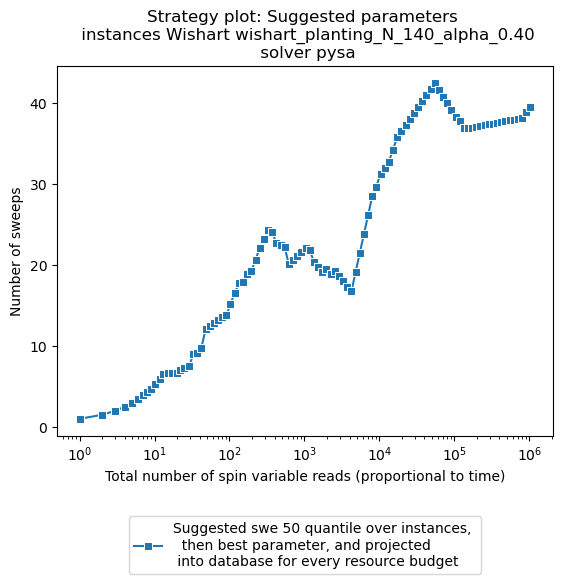 Strategy plot: Suggested parameters
instances Wishart wishart_planting_N_140_alpha_0.40
solver pysa
Number of sweeps
40
30
20
10
0
10^0 10^1 10^2 10^3 10^4 10^5 10^6
Total number of spin variable reads (proportional to time)
Suggested swe 50 quantile over instances,
then best parameter, and projected
into database for every resource budget